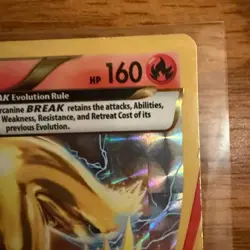 HP 160
AK Evolution Rule
rcanine BREAK retains the attacks, Abilities,
Weakness, Resistance, and Retreat Cost of its
previous Evolution.